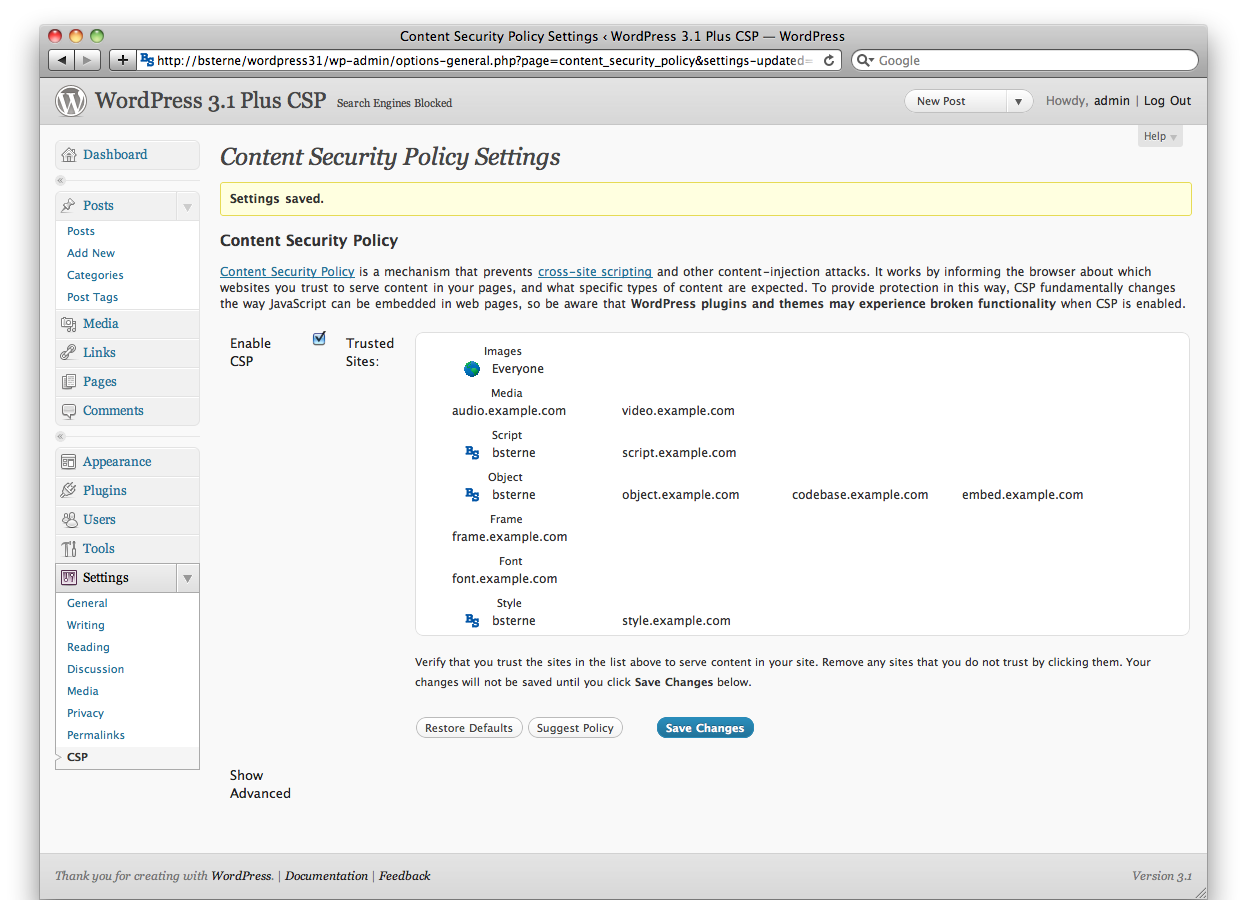 Content Security Policy Settings ‹ WordPress 3.1 Plus CSP — WordPress
http://bsterne/wordpress31/wp-admin/options-general.php?page=content_security_policy&settings-updated=
Google
WordPress 3.1 Plus CSP Search Engines Blocked
New Post
Howdy, admin | Log Out
Help
Dashboard
Posts
Posts
Add New
Categories
Post Tags
Media
Links
Pages
Comments
Appearance
Plugins
Users
Tools
Settings
General
Writing
Reading
Discussion
Media
Privacy
Permalinks
CSP
Content Security Policy Settings
Settings saved.
Content Security Policy
Content Security Policy is a mechanism that prevents cross-site scripting and other content-injection attacks. It works by informing the browser about which
websites you trust to serve content in your pages, and what specific types of content are expected. To provide protection in this way, CSP fundamentally changes
the way JavaScript can be embedded in web pages, so be aware that WordPress plugins and themes may experience broken functionality when CSP is enabled.
Enable
CSP
Trusted
Sites:
Images
Everyone
Media
audio.example.com video.example.com
Script
BS bsterne script.example.com
Object
BS bsterne object.example.com codebase.example.com embed.example.com
Frame
frame.example.com
Font
font.example.com
Style
BS bsterne style.example.com
Verify that you trust the sites in the list above to serve content in your site. Remove any sites that you do not trust by clicking them. Your
changes will not be saved until you click Save Changes below.
Restore Defaults Suggest Policy Save Changes
Show
Advanced
Thank you for creating with WordPress. | Documentation | Feedback
Version 3.1